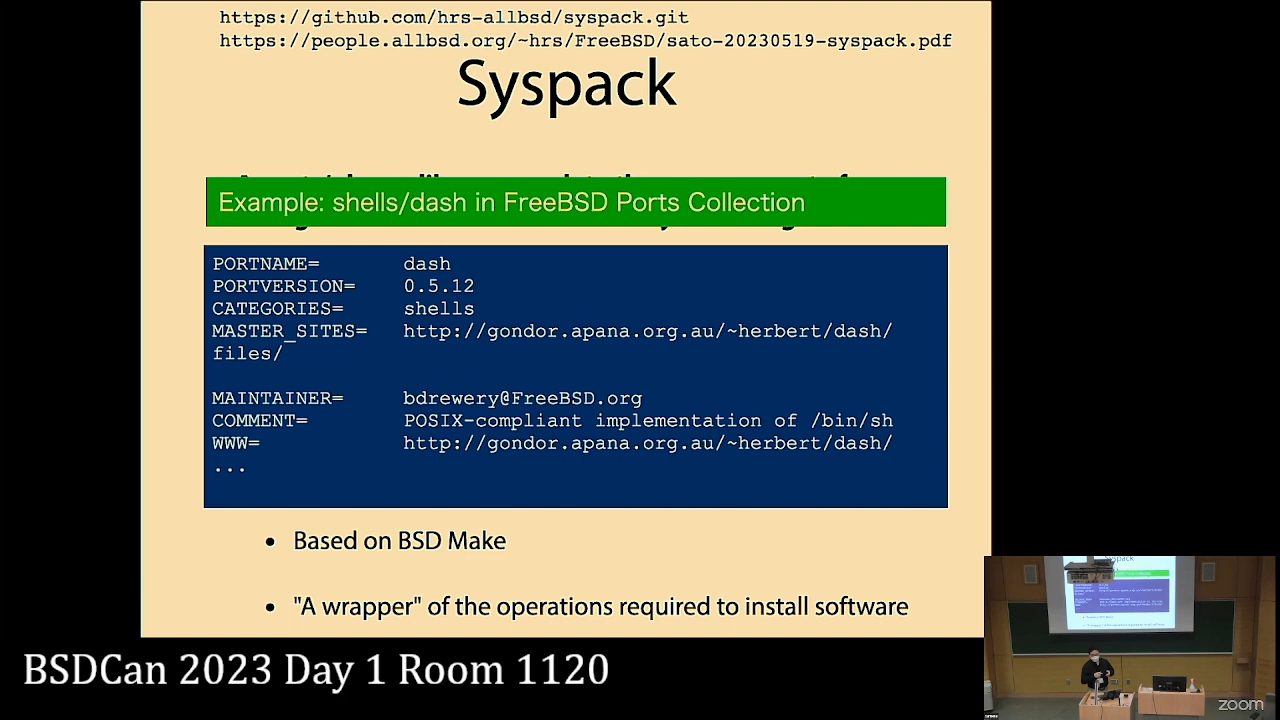 https://github.com/hrs-allbsd/syspack.git
https://people.allbsd.org/~hrs/FreeBSD/sato-20230519-syspack.pdf
Syspack
Example: shells/dash in FreeBSD Ports Collection
PORTNAME= dash
PORTVERSION= 0.5.12
CATEGORIES= shells
MASTER_SITES= http://gondor.apana.org.au/~herbert/dash/
files/
MAINTAINER= bdrewery@FreeBSD.org
COMMENT= POSIX-compliant implementation of /bin/sh
WWW= http://gondor.apana.org.au/~herbert/dash/
...
• Based on BSD Make
• "A wrapper" of the operations required to install software
BSDCan 2023 Day 1 Room 1120
Syspack
zoom